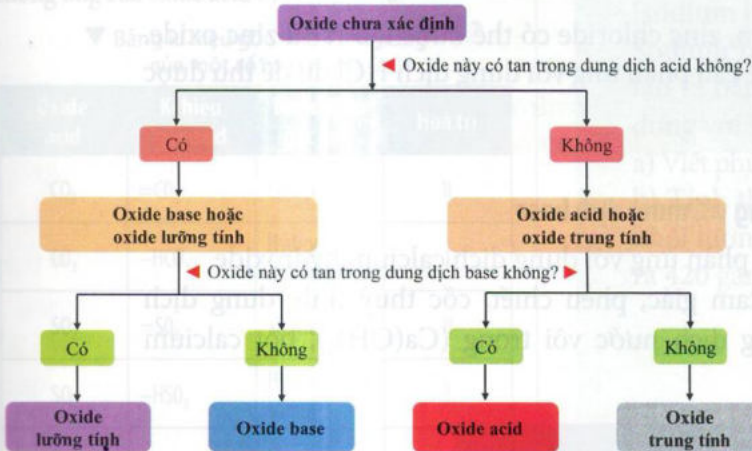 Oxide chưa xác định
◄ Oxide này có tan trong dung dịch acid không?
Có
Không
Oxide base hoặc
oxide lưỡng tính
Oxide acid hoặc
oxide trung tính
◄ Oxide này có tan trong dung dịch base không? ►
Có
Không
Có
Không
Oxide
lưỡng tính
Oxide base
Oxide acid
Oxide
trung tính